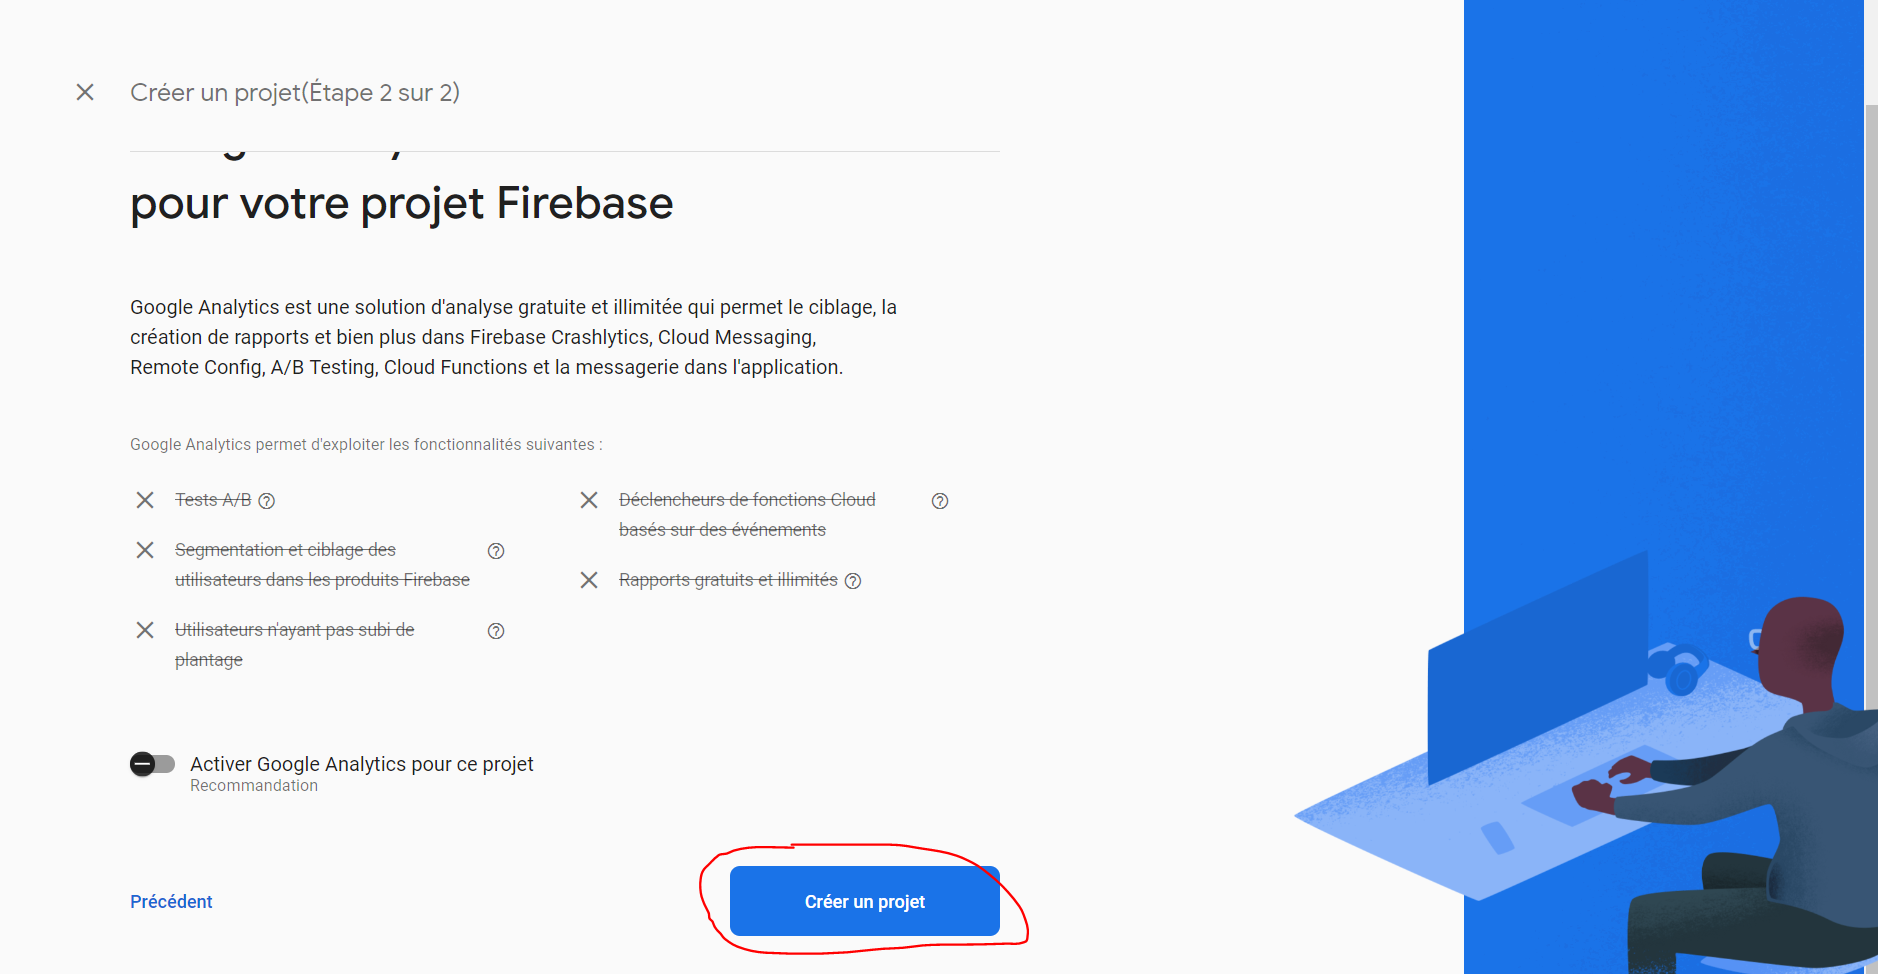 Créer un projet(Étape 2 sur 2)
pour votre projet Firebase
Google Analytics est une solution d'analyse gratuite et illimitée qui permet le ciblage, la
création de rapports et bien plus dans Firebase Crashlytics, Cloud Messaging,
Remote Config, A/B Testing, Cloud Functions et la messagerie dans l'application.
Google Analytics permet d'exploiter les fonctionnalités suivantes :
Tests A/B
Segmentation et ciblage des
utilisateurs dans les produits Firebase
Utilisateurs n'ayant pas subi de
plantage
Déclencheurs de fonctions Cloud
basés sur des événements
Rapports gratuits et illimités
Activer Google Analytics pour ce projet
Recommandation
Précédent
Créer un projet